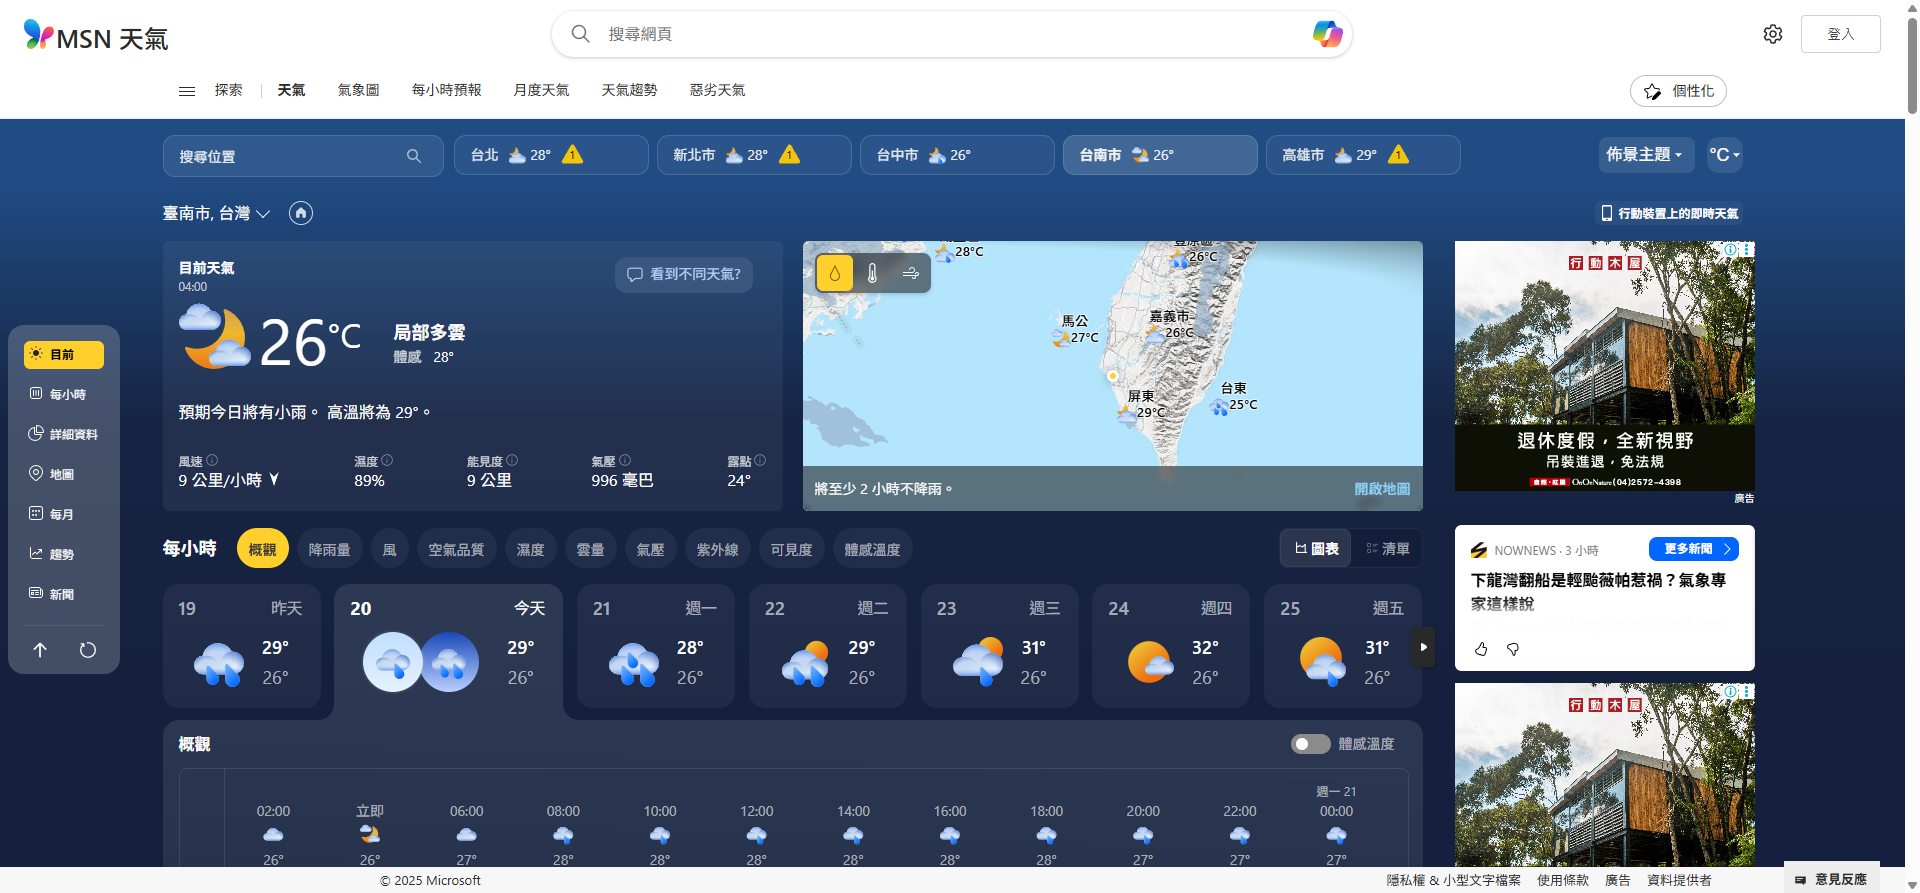 MSN 天氣
搜尋網頁
登入
探索
天氣
氣象圖
每小時預報
月度天氣
天氣趨勢
惡劣天氣
個性化
搜尋位置
台北 28° 1
新北市 28° 1
台中市 26°
台南市 26°
高雄市 29° 1
佈景主題
°C
臺南市, 台灣
行動裝置上的即時天氣
目前
每小時
詳細資料
地圖
每月
趨勢
新聞
目前天氣
04:00
看到不同天氣?
26°C
局部多雲
體感 28°
預期今日將有小雨。 高溫將為 29°。
風速 濕度 能見度 氣壓 露點
9 公里/小時 89% 9 公里 996 毫巴 24°
28°C
26°C
馬公
27°C
嘉義市
26°C
屏東
29°C
台東
25°C
將至少 2 小時不降雨。
開啟地圖
行動木屋
退休度假，全新視野
吊裝進退，免法規
OnOnNature (04)2572-4398
廣告
每小時
概觀
降雨量
風
空氣品質
濕度
雲量
氣壓
紫外線
可見度
體感溫度
圖表
清單
19 昨天
29°
26°
20 今天
29°
26°
21 週一
28°
26°
22 週二
29°
26°
23 週三
31°
26°
24 週四
32°
26°
25 週五
31°
26°
NOWNEWS · 3 小時
更多新聞
下龍灣翻船是輕颱薇帕惹禍？氣象專
家這樣說
行動木屋
概觀
體感溫度
週一 21
02:00 立即 06:00 08:00 10:00 12:00 14:00 16:00 18:00 20:00 22:00 00:00
26° 26° 27° 28° 28° 28° 28° 28° 28° 27° 27° 27°
© 2025 Microsoft
隱私權 & 小型文字檔案
使用條款
廣告
資料提供者
意見反應